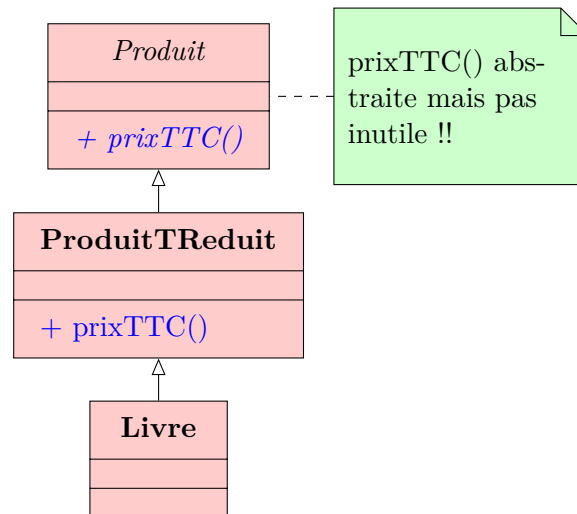 Produit
+ prixTTC()
prixTTC() abs-
traite mais pas
inutile !!
ProduitTReduit
+ prixTTC()
Livre